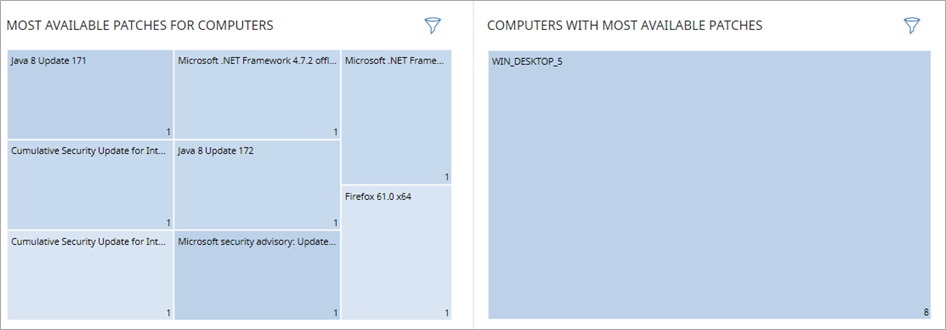 MOST AVAILABLE PATCHES FOR COMPUTERS
Java 8 Update 171
1
Microsoft .NET Framework 4.7.2 offl...
1
Microsoft .NET Frame...
1
Cumulative Security Update for Int...
1
Java 8 Update 172
1
Firefox 61.0 x64
1
Cumulative Security Update for Int...
1
Microsoft security advisory: Update...
1
COMPUTERS WITH MOST AVAILABLE PATCHES
WIN_DESKTOP_5
8